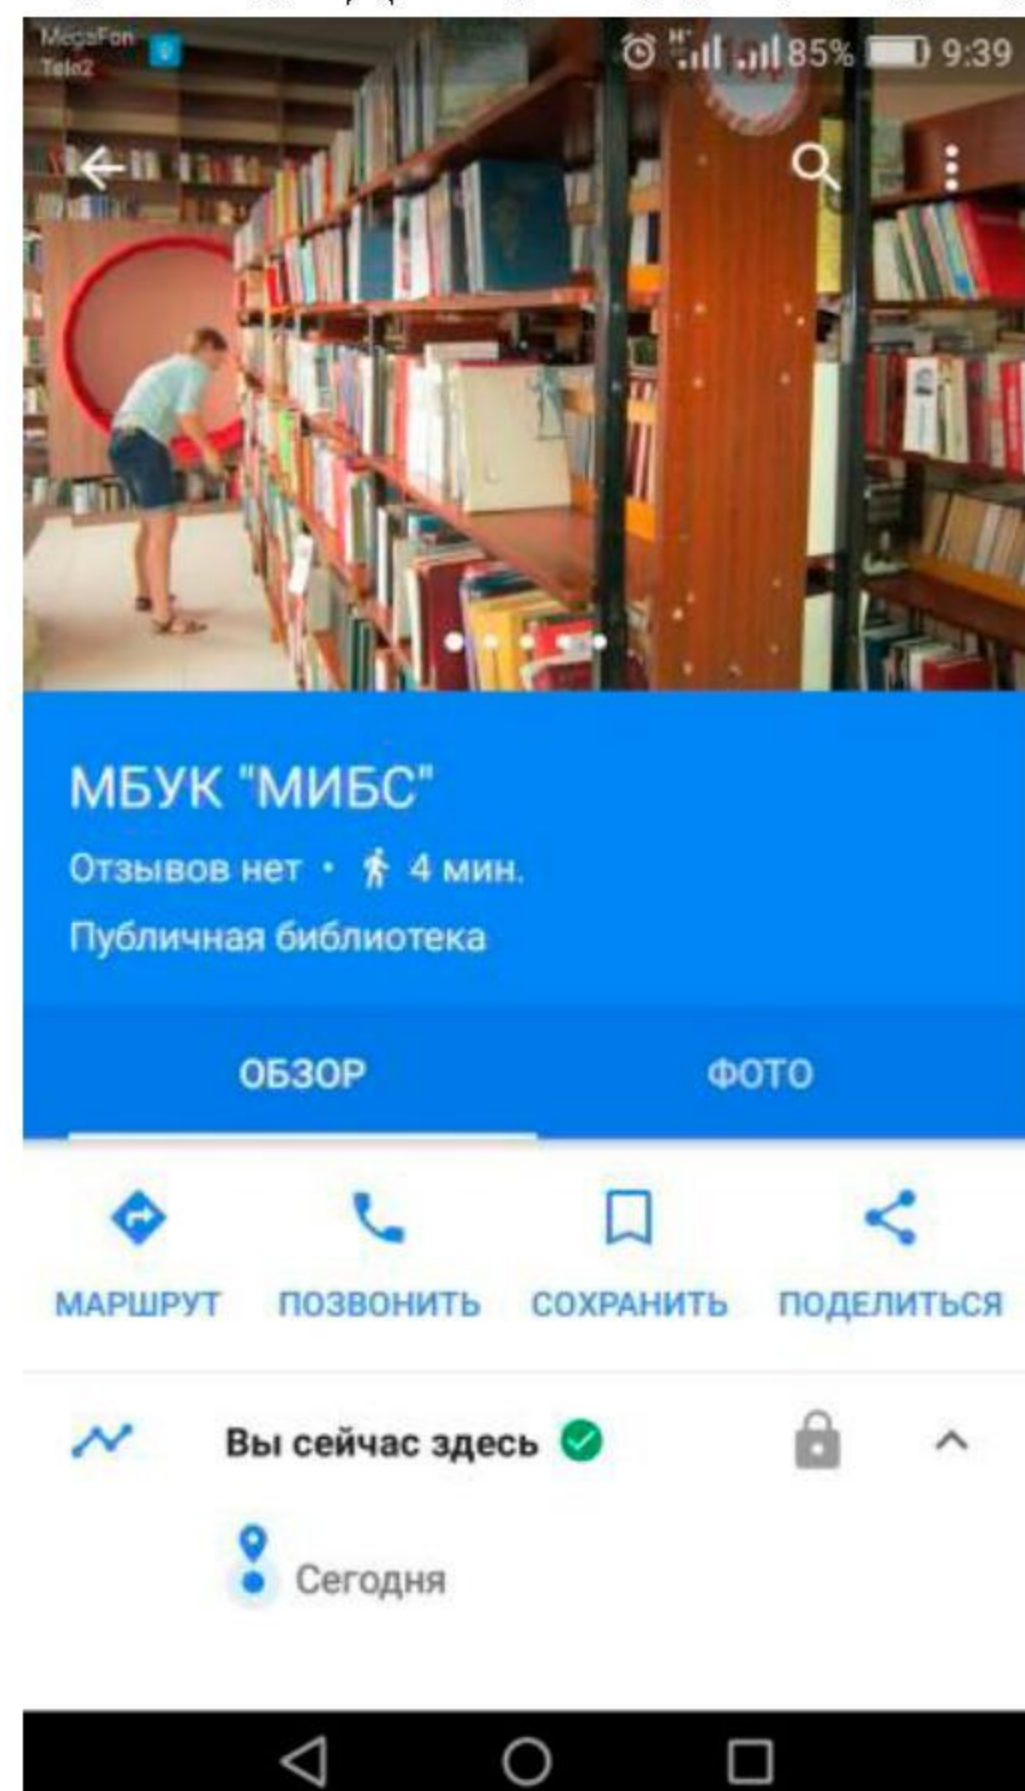 MegaFon
Tele2
85% 9:39
МБУК "МИБС"
Отзывов нет · 4 мин.
Публичная библиотека
ОБЗОР ФОТО
МАРШРУТ ПОЗВОНИТЬ СОХРАНИТЬ ПОДЕЛИТЬСЯ
Вы сейчас здесь
Сегодня